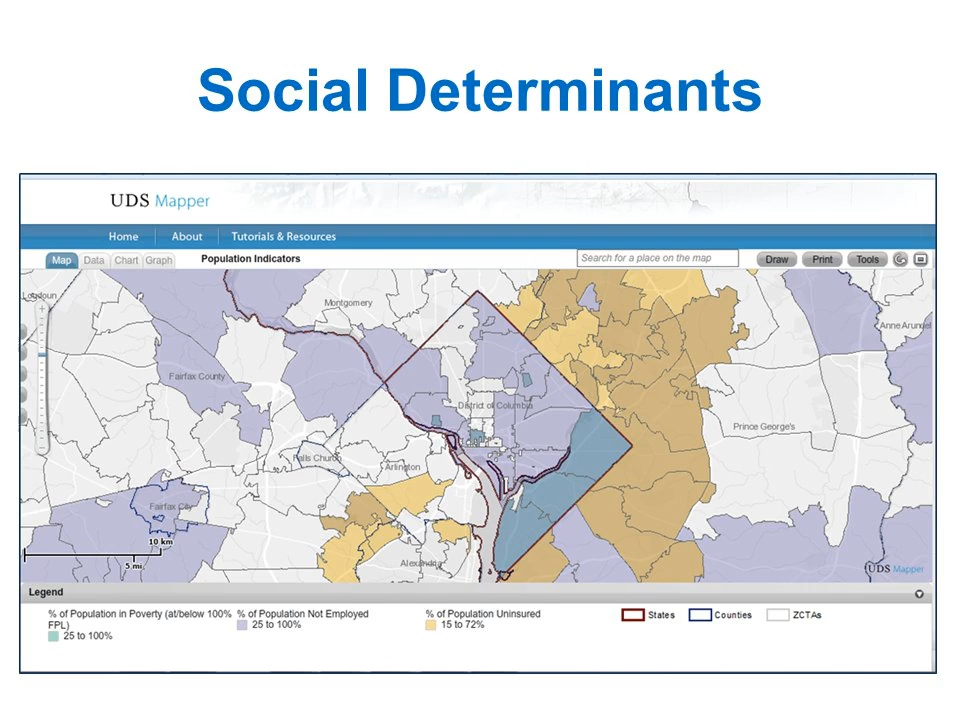 Social Determinants
UDS Mapper
Home About Tutorials & Resources
Map Data Chart Graph Population Indicators Search for a place on the map Draw Print Tools
Loudoun
Montgomery
Anne Arundel
Fairfax County
District of Columbia
Prince George's
Falls Church
Arlington
Fairfax City
10 km
5 mi
Alexandria
UDS Mapper
Legend
% of Population in Poverty (at/below 100% FPL)
25 to 100%
% of Population Not Employed
25 to 100%
% of Population Uninsured
15 to 72%
States Counties ZCTAs